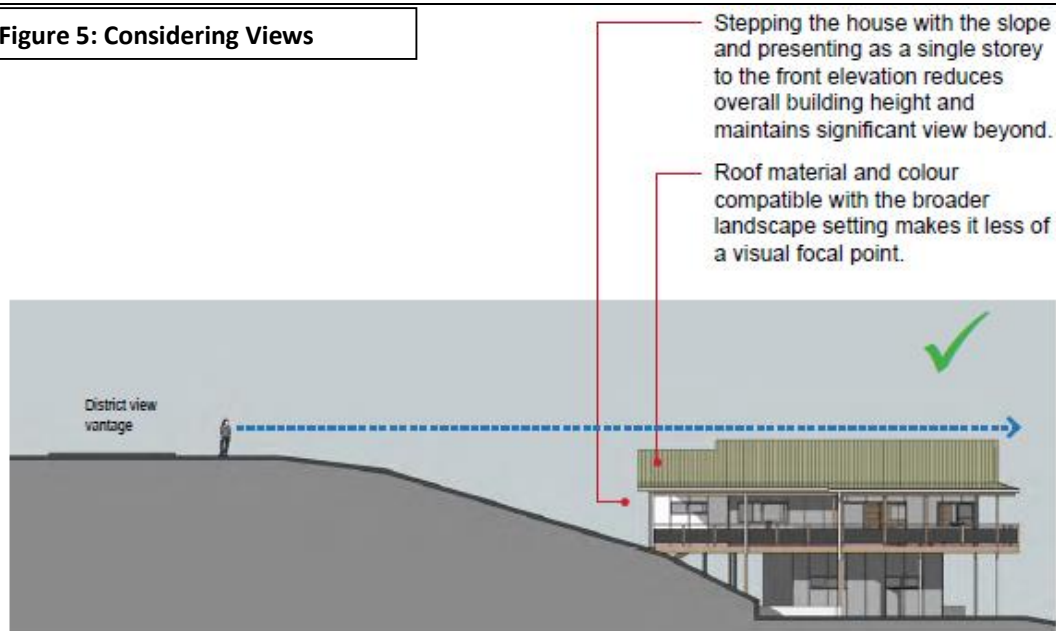 Figure 5: Considering Views
Stepping the house with the slope
and presenting as a single storey
to the front elevation reduces
overall building height and
maintains significant view beyond.
Roof material and colour
compatible with the broader
landscape setting makes it less of
a visual focal point.
District view
vantage